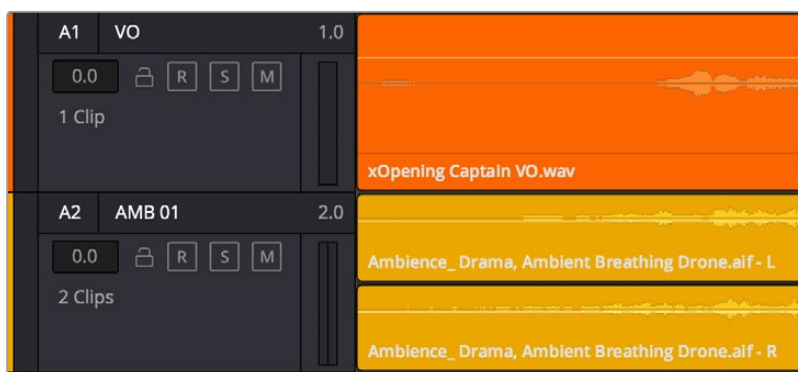 A1 VO 1.0
0.0 R S M
1 Clip
xOpening Captain VO.wav
A2 AMB 01 2.0
0.0 R S M
Ambience_ Drama, Ambient Breathing Drone.aif - L
2 Clips
Ambience_ Drama, Ambient Breathing Drone.aif - R